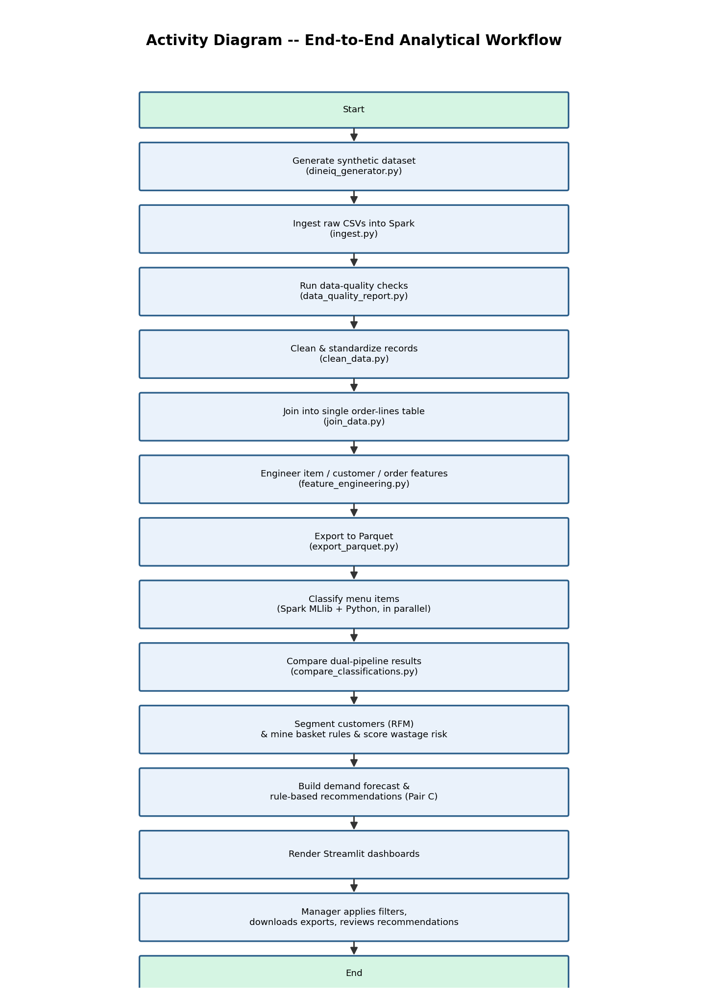 Activity Diagram -- End-to-End Analytical Workflow
Start
Generate synthetic dataset
(dineiq_generator.py)
Ingest raw CSVs into Spark
(ingest.py)
Run data-quality checks
(data_quality_report.py)
Clean & standardize records
(clean_data.py)
Join into single order-lines table
(join_data.py)
Engineer item / customer / order features
(feature_engineering.py)
Export to Parquet
(export_parquet.py)
Classify menu items
(Spark MLlib + Python, in parallel)
Compare dual-pipeline results
(compare_classifications.py)
Segment customers (RFM)
& mine basket rules & score wastage risk
Build demand forecast &
rule-based recommendations (Pair C)
Render Streamlit dashboards
Manager applies filters,
downloads exports, reviews recommendations
End